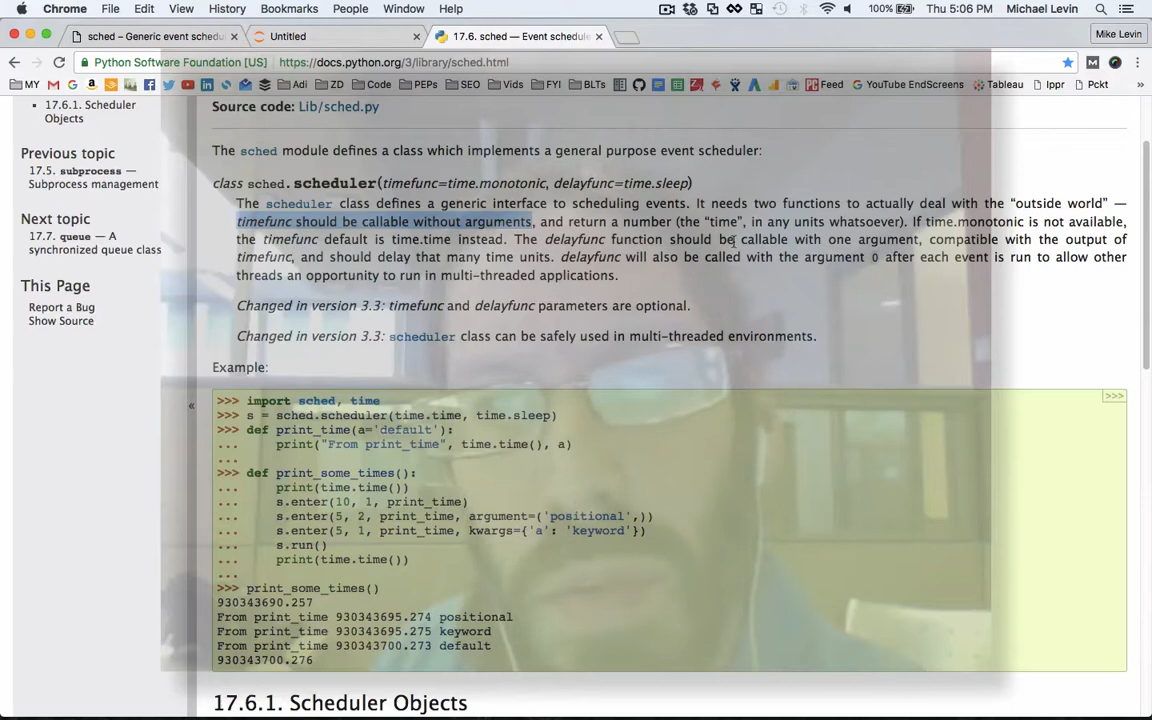 Chrome File Edit View History Bookmarks People Window Help 100% Thu 5:06 PM Michael Levin
sched – Generic event schedu Untitled 17.6. sched — Event schedule Mike Levin
Python Software Foundation [US] https://docs.python.org/3/library/sched.html
MY Adi ZD Code PEPs SEO Vids FYI BLTs Feed YouTube EndScreens Tableau Ipyr Pckt »
17.6.1. Scheduler
Objects
Previous topic
17.5. subprocess —
Subprocess management
Next topic
17.7. queue — A
synchronized queue class
This Page
Report a Bug
Show Source
«
Source code: Lib/sched.py
The sched module defines a class which implements a general purpose event scheduler:
class sched.scheduler(timefunc=time.monotonic, delayfunc=time.sleep)
The scheduler class defines a generic interface to scheduling events. It needs two functions to actually deal with the “outside world” —
timefunc should be callable without arguments, and return a number (the “time”, in any units whatsoever). If time.monotonic is not available,
the timefunc default is time.time instead. The delayfunc function should be callable with one argument, compatible with the output of
timefunc, and should delay that many time units. delayfunc will also be called with the argument 0 after each event is run to allow other
threads an opportunity to run in multi-threaded applications.
Changed in version 3.3: timefunc and delayfunc parameters are optional.
Changed in version 3.3: scheduler class can be safely used in multi-threaded environments.
Example:
>>>
>>> import sched, time
>>> s = sched.scheduler(time.time, time.sleep)
>>> def print_time(a='default'):
... print("From print_time", time.time(), a)
...
>>> def print_some_times():
... print(time.time())
... s.enter(10, 1, print_time)
... s.enter(5, 2, print_time, argument=('positional',))
... s.enter(5, 1, print_time, kwargs={'a': 'keyword'})
... s.run()
... print(time.time())
...
>>> print_some_times()
930343690.257
From print_time 930343695.274 positional
From print_time 930343695.275 keyword
From print_time 930343700.273 default
930343700.276
17.6.1. Scheduler Objects